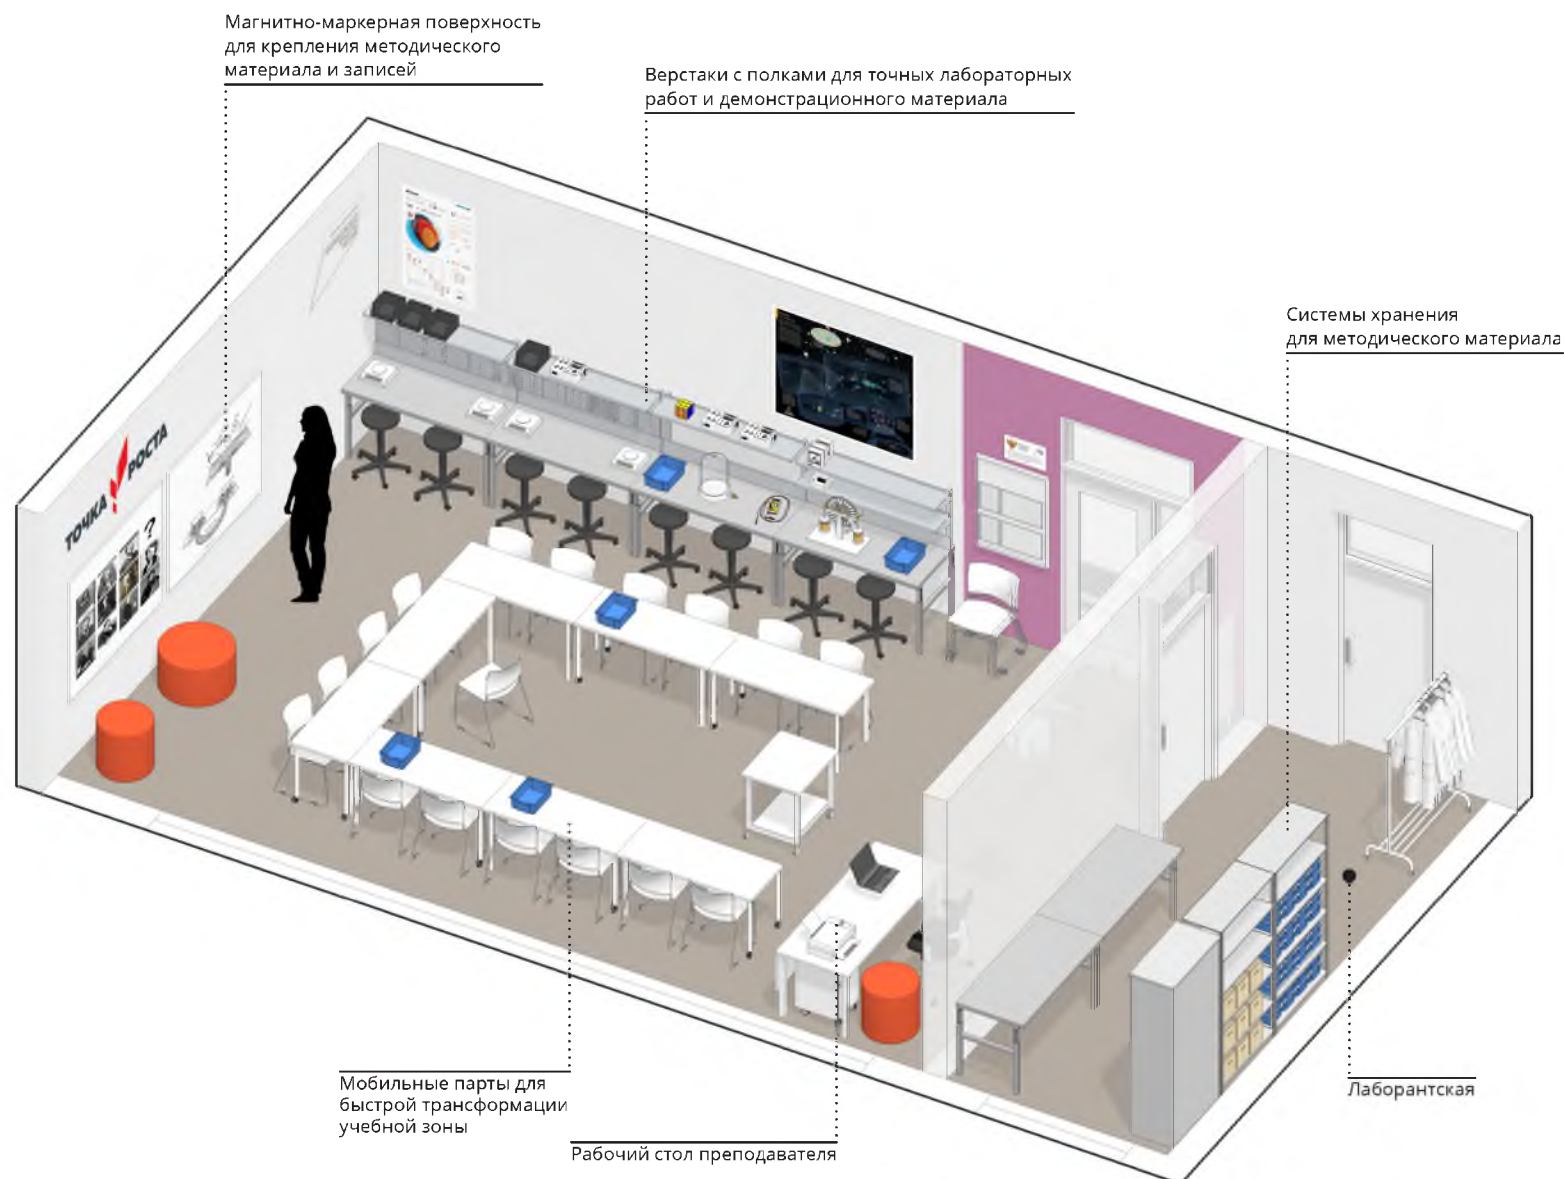 Магнитно-маркерная поверхность
для крепления методического
материала и записей
Верстаки с полками для точных лабораторных
работ и демонстрационного материала
Системы хранения
для методического материала
ТОЧКА РОСТА
?
Мобильные парты для
быстрой трансформации
учебной зоны
Рабочий стол преподавателя
Лаборантская